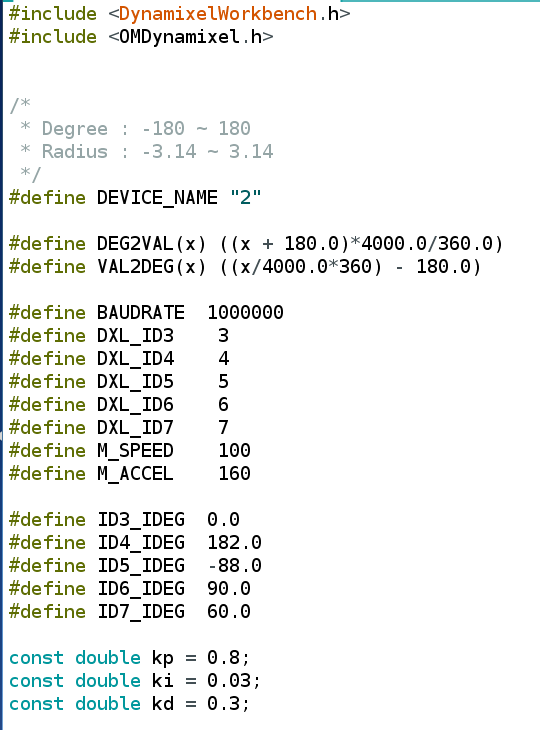 #include <DynamixelWorkbench.h>
#include <OMDynamixel.h>
/*
 * Degree : -180 ~ 180
 * Radius : -3.14 ~ 3.14
 */
#define DEVICE_NAME "2"
#define DEG2VAL(x) ((x + 180.0)*4000.0/360.0)
#define VAL2DEG(x) ((x/4000.0*360) - 180.0)
#define BAUDRATE  1000000
#define DXL_ID3    3
#define DXL_ID4    4
#define DXL_ID5    5
#define DXL_ID6    6
#define DXL_ID7    7
#define M_SPEED    100
#define M_ACCEL    160
#define ID3_IDEG  0.0
#define ID4_IDEG  182.0
#define ID5_IDEG  -88.0
#define ID6_IDEG  90.0
#define ID7_IDEG  60.0
const double kp = 0.8;
const double ki = 0.03;
const double kd = 0.3;